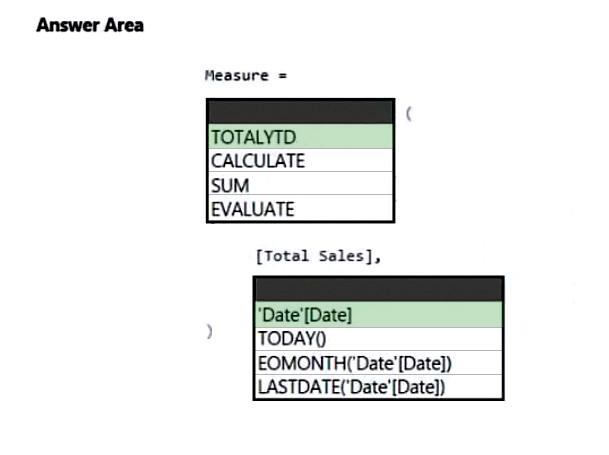 Answer Area
Measure =
(
TOTALYTD
CALCULATE
SUM
EVALUATE
[Total Sales],
'Date'[Date]
TODAY()
EOMONTH('Date'[Date])
LASTDATE('Date'[Date])
)